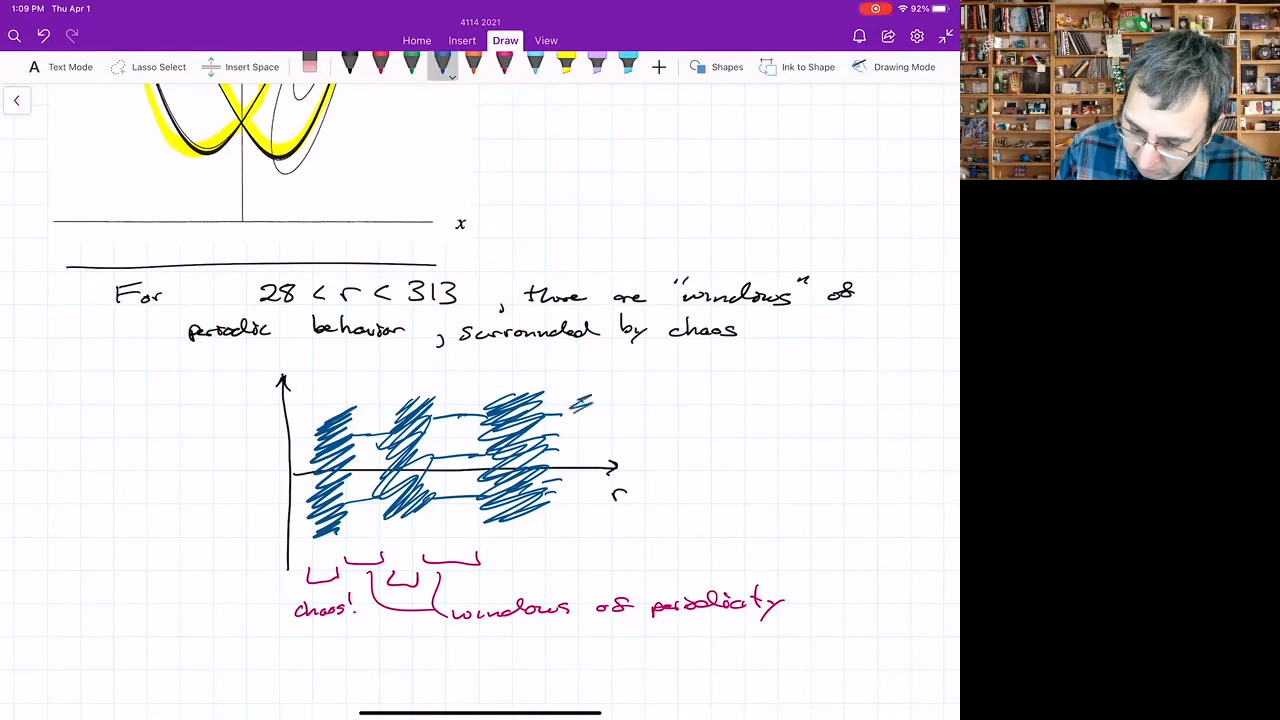 1:09 PM Thu Apr 1
92%
4114 2021
Home Insert Draw View
Text Mode Lasso Select Insert Space Shapes Ink to Shape Drawing Mode
x
For 28 < r < 313, there are "windows" of
periodic behavior, surrounded by chaos
r
chaos! windows of periodicity